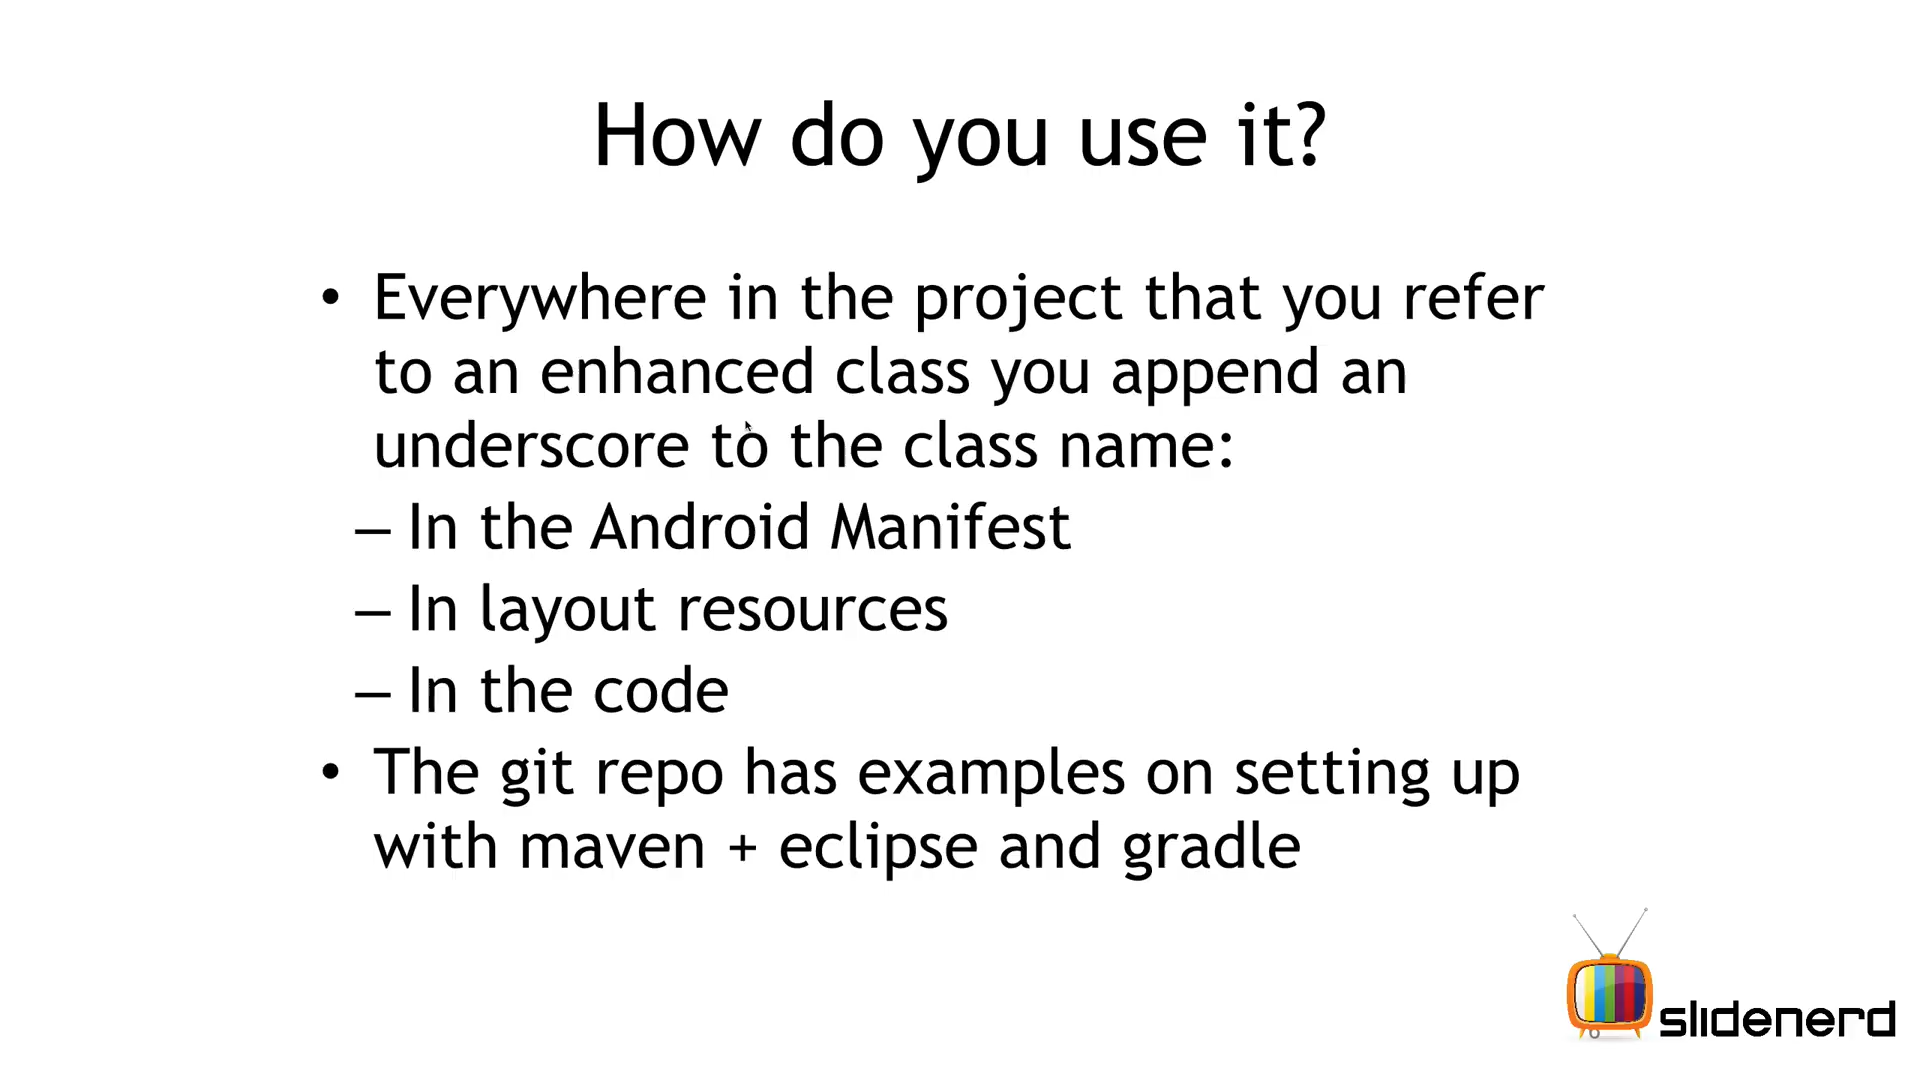 How do you use it?
• Everywhere in the project that you refer
to an enhanced class you append an
underscore to the class name:
– In the Android Manifest
– In layout resources
– In the code
• The git repo has examples on setting up
with maven + eclipse and gradle
slidenerd